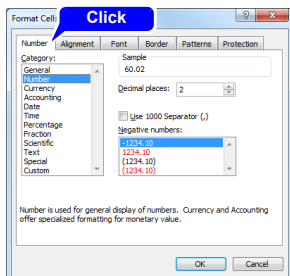 Format Cells
Click
Number Alignment Font Border Patterns Protection
Category:
General
Number
Currency
Accounting
Date
Time
Percentage
Fraction
Scientific
Text
Special
Custom
Sample
60.02
Decimal places: 2
Use 1000 Separator (,)
Negative numbers:
-1234.10
1234.10
(1234.10)
(1234.10)
Number is used for general display of numbers. Currency and Accounting
offer specialized formatting for monetary value.
OK Cancel